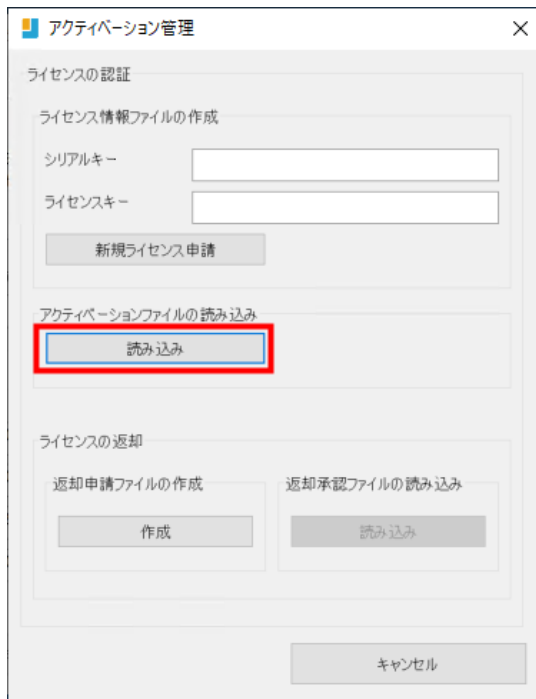 アクティベーション管理
ライセンスの認証
ライセンス情報ファイルの作成
シリアルキー
ライセンスキー
新規ライセンス申請
アクティベーションファイルの読み込み
読み込み
ライセンスの返却
返却申請ファイルの作成
作成
返却承認ファイルの読み込み
読み込み
キャンセル